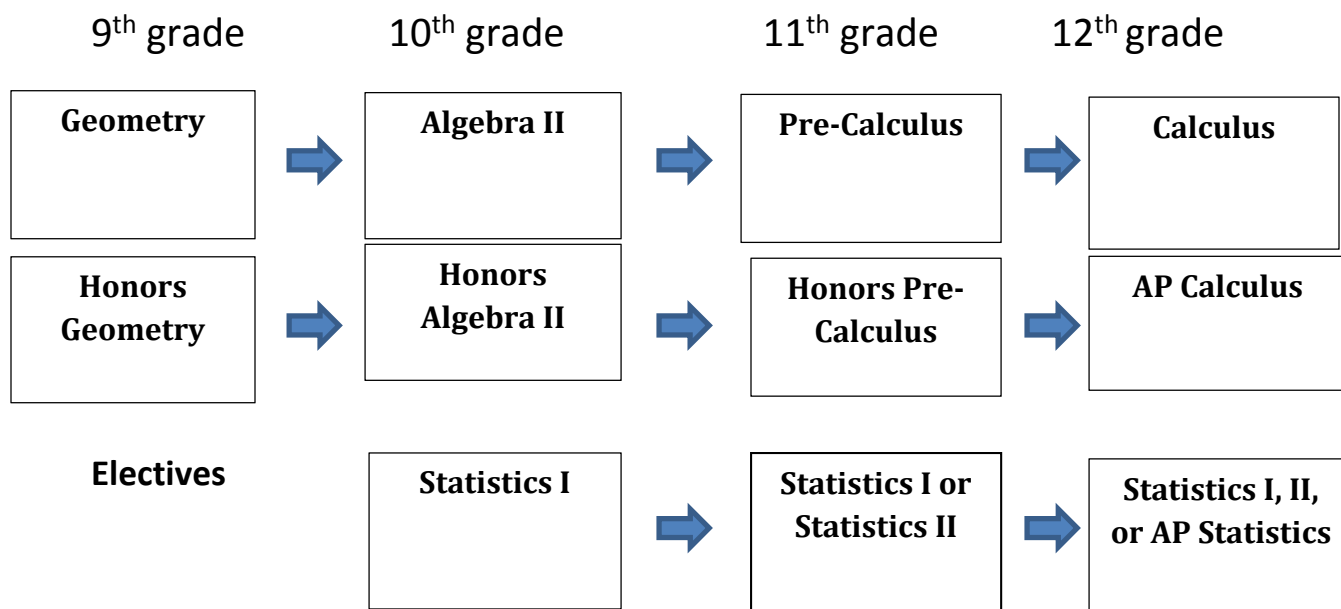 9th grade
10th grade
11th grade
12th grade
Geometry
Algebra II
Pre-Calculus
Calculus
Honors
Geometry
Honors
Algebra II
Honors Pre-
Calculus
AP Calculus
Electives
Statistics I
Statistics I or
Statistics II
Statistics I, II,
or AP Statistics